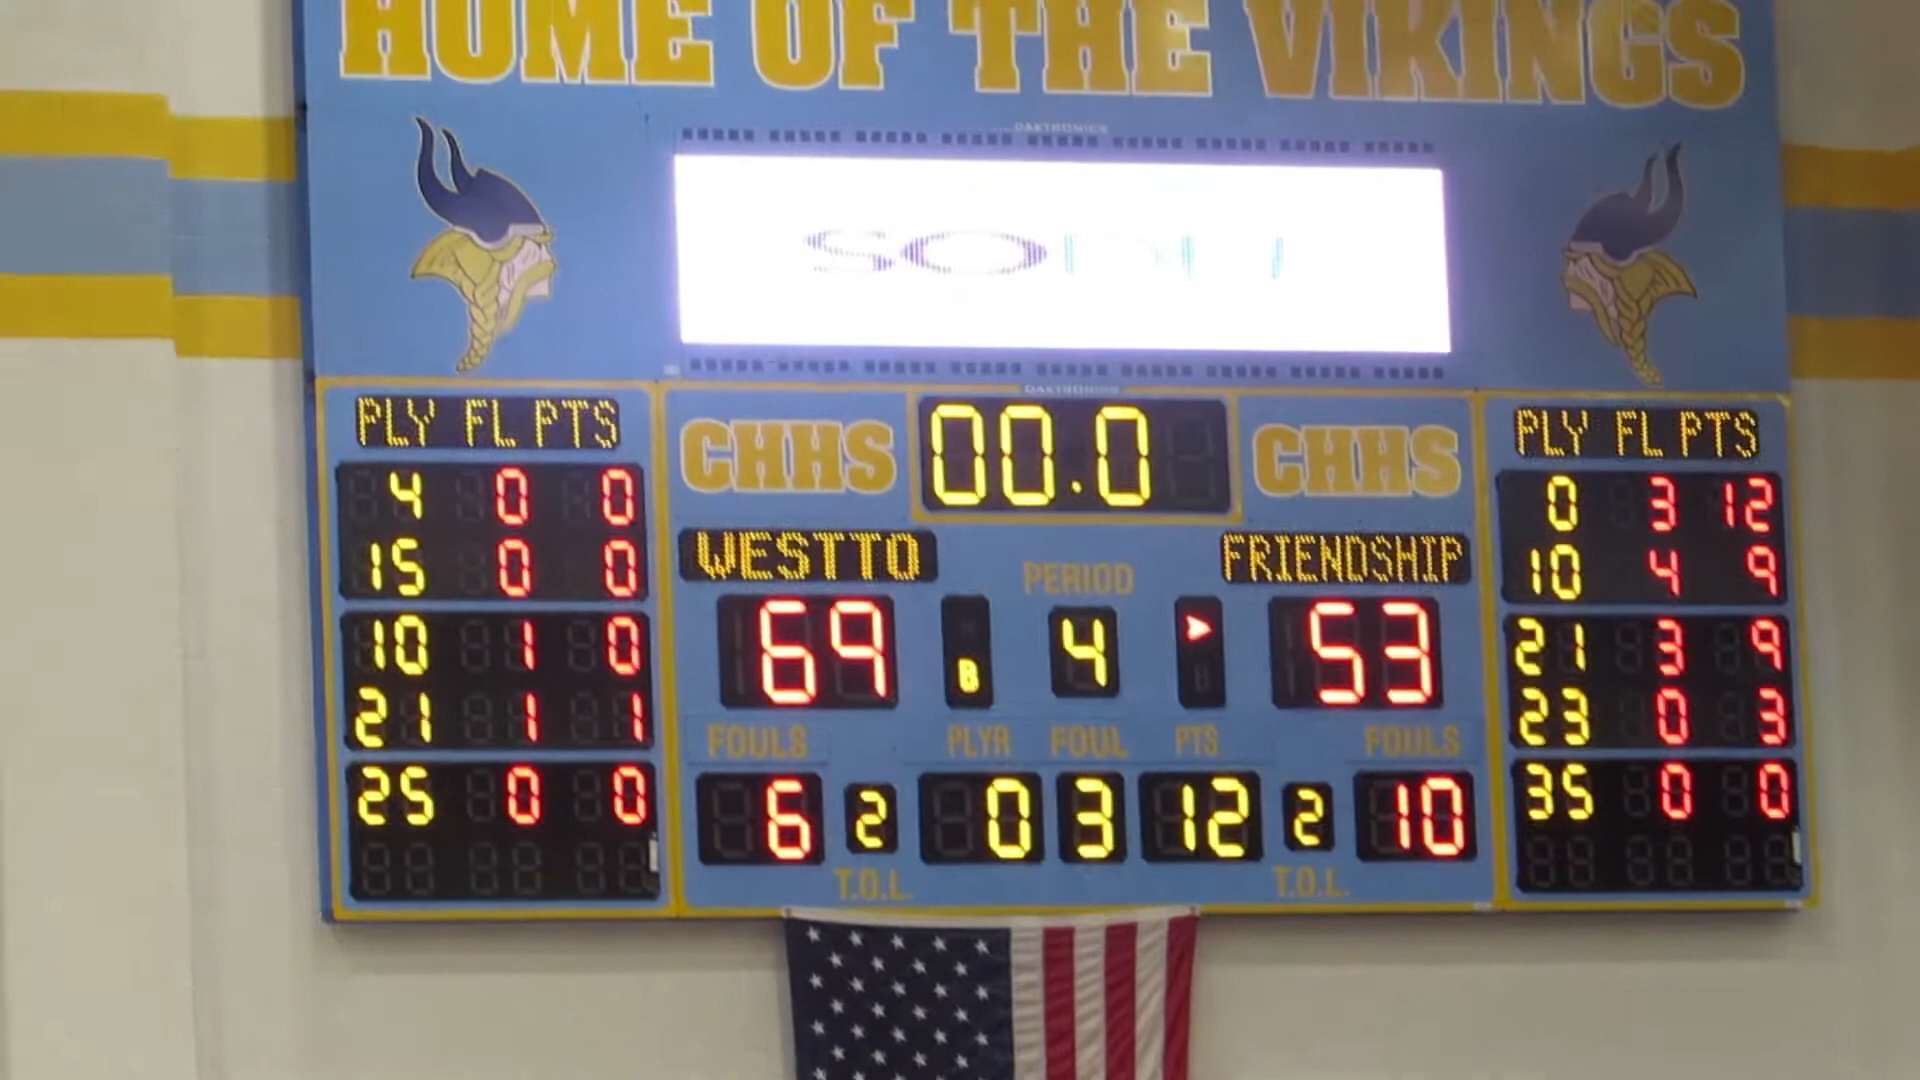 HOME OF THE VIKINGS
DAKTRONICS
DAKTRONICS
PLY FL PTS
4 0 0
15 0 0
10 1 0
21 1 1
25 0 0
CHHS 00.0 CHHS
WESTTO FRIENDSHIP
PERIOD
69 B 4 53
FOULS PLYR FOUL PTS FOULS
6 2 0 3 12 2 10
T.O.L. T.O.L.
PLY FL PTS
0 3 12
10 4 9
21 3 9
23 0 3
35 0 0